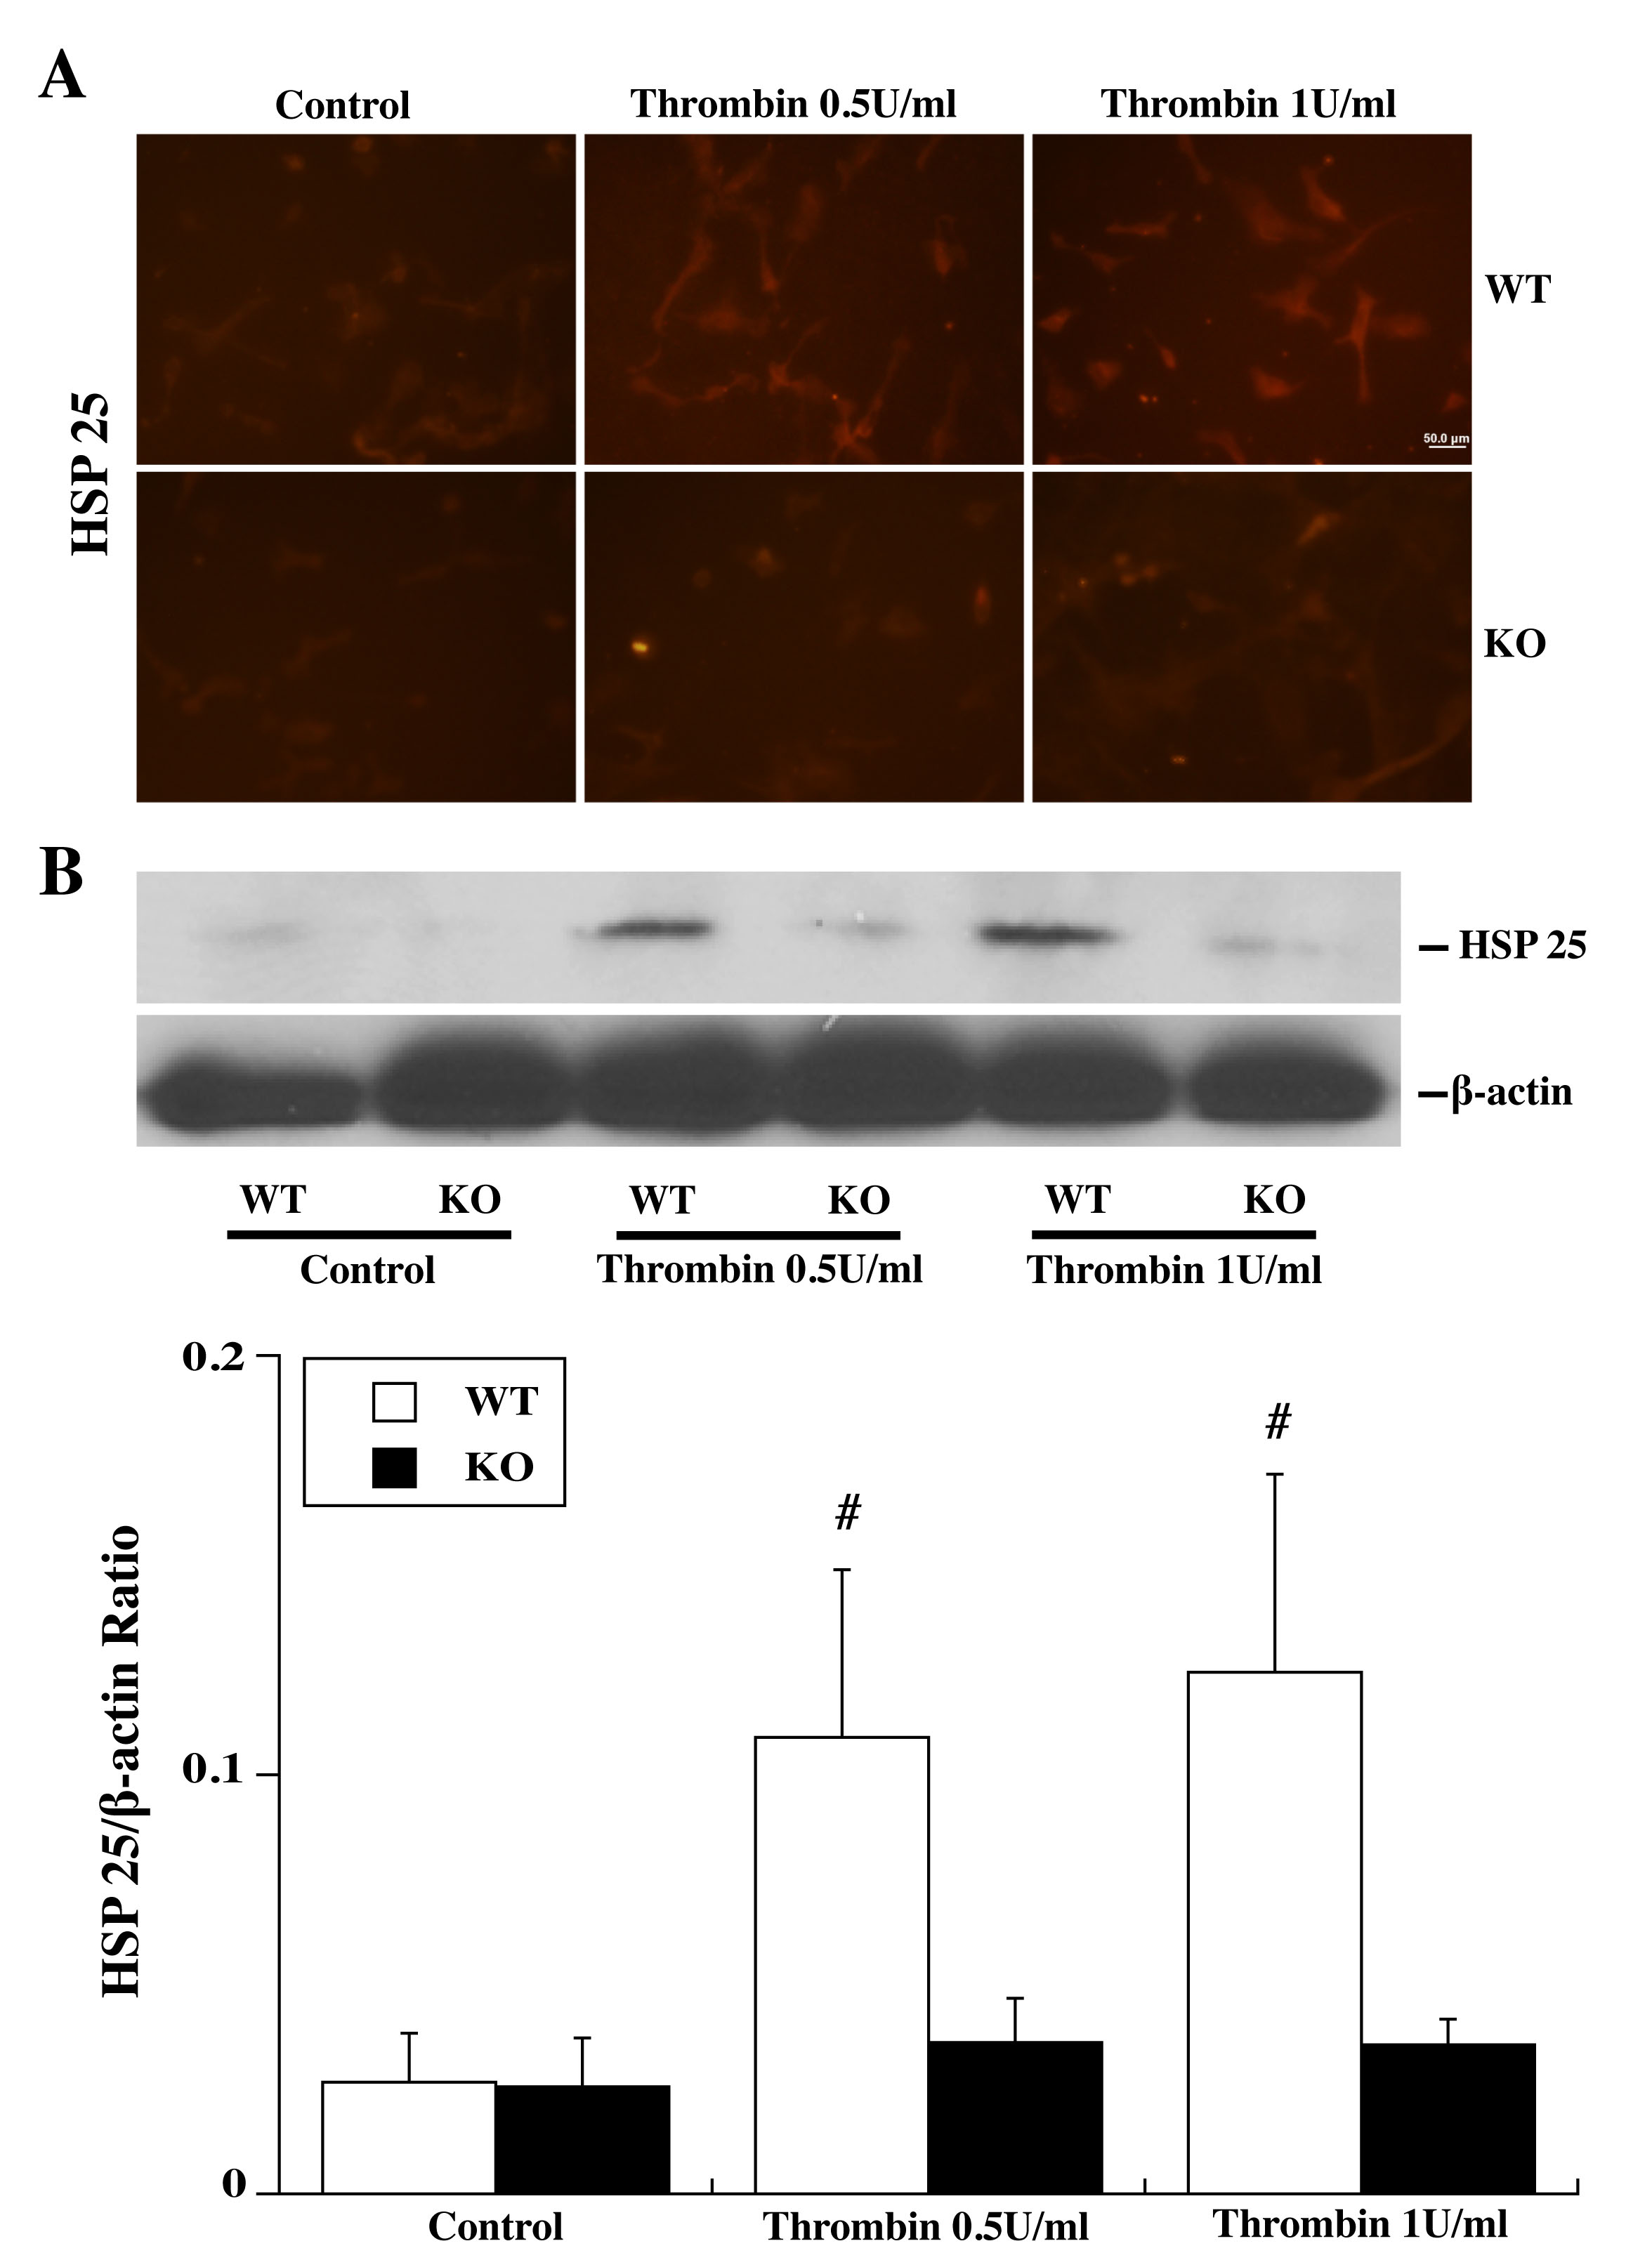 A
Control
Thrombin 0.5U/ml
Thrombin 1U/ml
HSP 25
WT
50.0 µm
KO
B
HSP 25
β-actin
WT
KO
WT
KO
WT
KO
Control
Thrombin 0.5U/ml
Thrombin 1U/ml
HSP 25/β-actin Ratio
0.2
0.1
0
WT
KO
#
#
Control
Thrombin 0.5U/ml
Thrombin 1U/ml